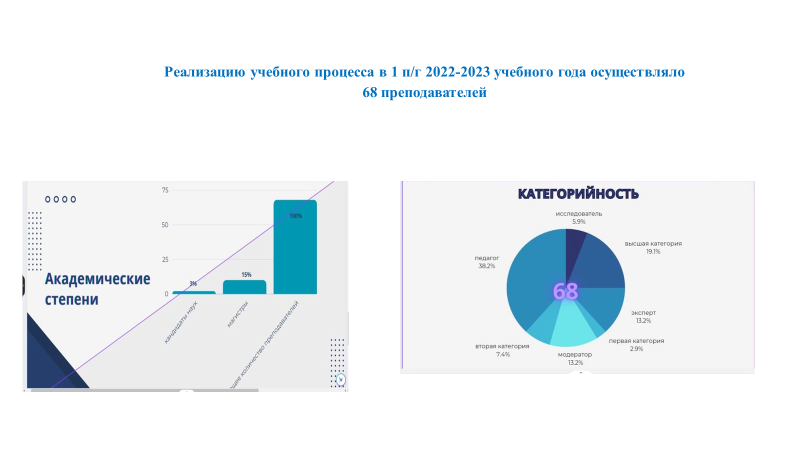 Реализацию учебного процесса в 1 п/г 2022-2023 учебного года осуществляло
68 преподавателей
Академические
степени
75
50
25
0
3%
15%
100%
кандидаты наук
магистры
количество преподавателей
КАТЕГОРИЙНОСТЬ
исследователь
5.9%
высшая категория
19.1%
эксперт
13.2%
первая категория
2.9%
модератор
13.2%
вторая категория
7.4%
педагог
38.2%
68